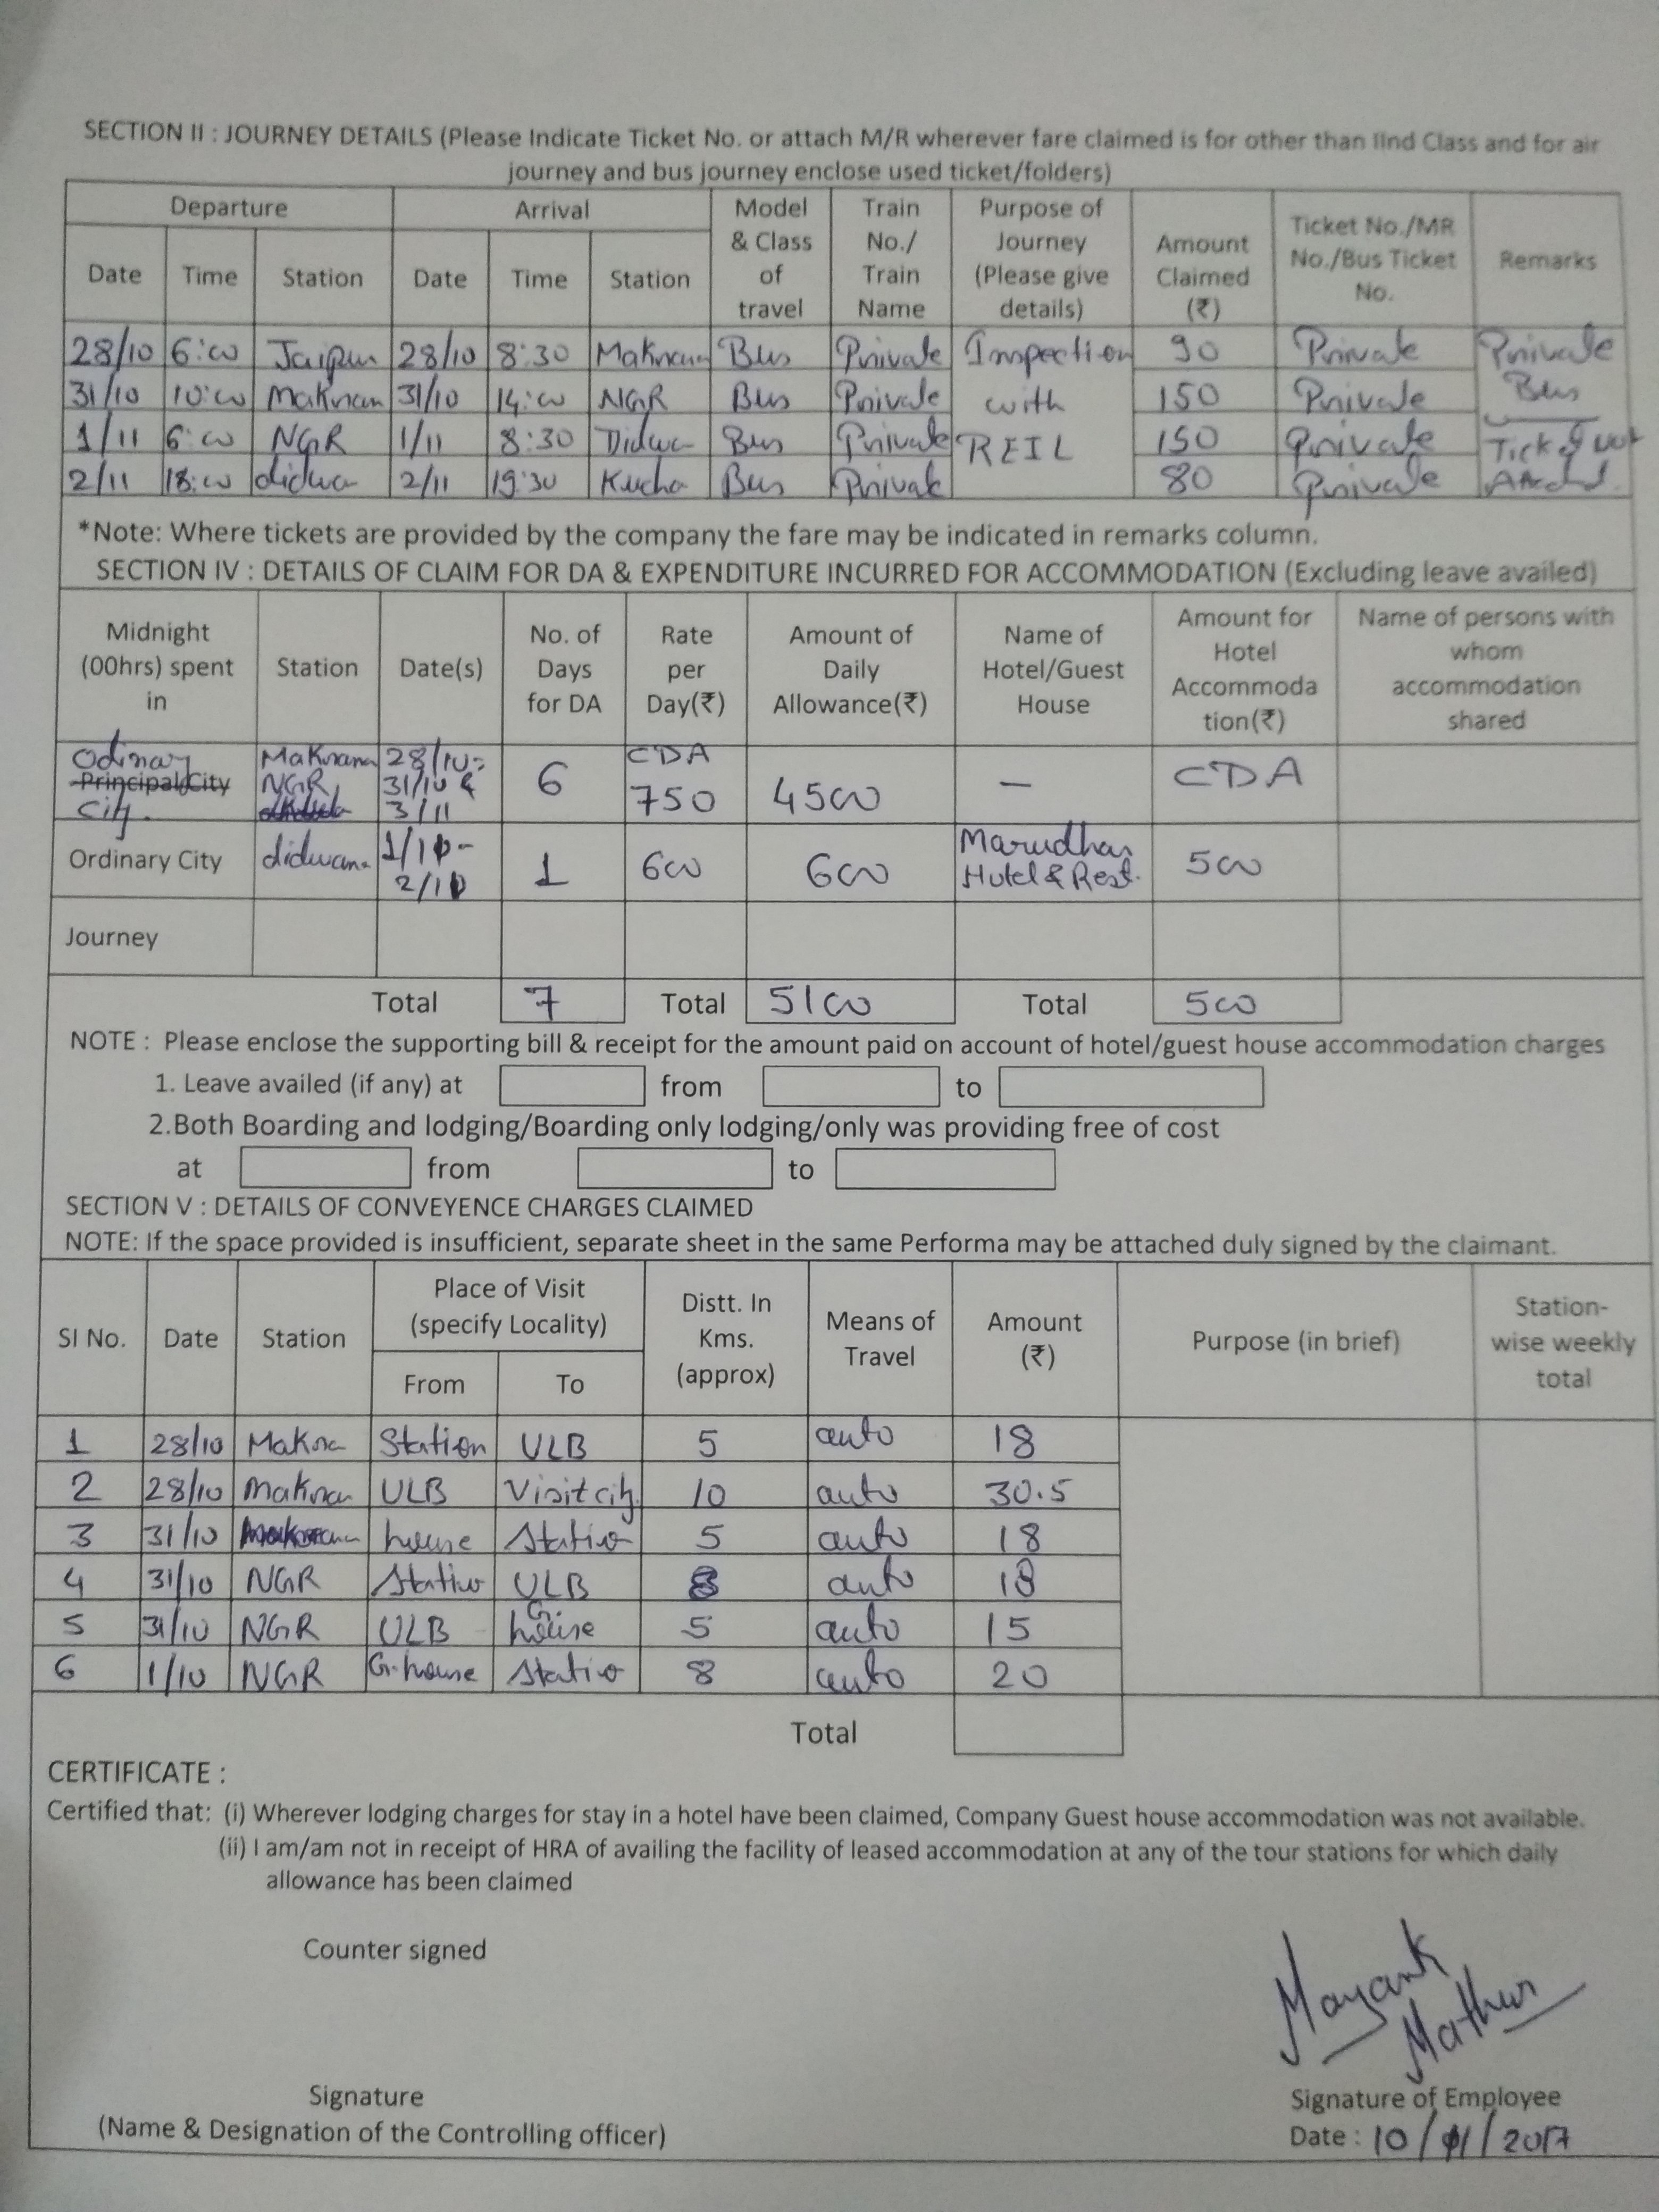 SECTION II : JOURNEY DETAILS (Please Indicate Ticket No. or attach M/R wherever fare claimed is for other than IInd Class and for air
journey and bus journey enclose used ticket/folders)
Departure Arrival Model & Class of travel Train No./ Train Name Purpose of Journey (Please give details) Amount Claimed (₹) Ticket No./MR No./Bus Ticket No. Remarks
Date Time Station Date Time Station
28/10 6:00 Jaipur 28/10 8:30 Makrana Bus Private Inspection 90 Private Private
31/10 10:00 Makran 31/10 14:00 NGR Bus Private with 150 Private Bus
1/11 6:00 NGR 1/11 8:30 Didwa Bus Private REIL 150 Private Ticket not
2/11 18:00 didwa 2/11 19:30 Kucha Bus Private 80 Private
*Note: Where tickets are provided by the company the fare may be indicated in remarks column.
SECTION IV : DETAILS OF CLAIM FOR DA & EXPENDITURE INCURRED FOR ACCOMMODATION (Excluding leave availed)
Midnight (00hrs) spent in Station Date(s) No. of Days for DA Rate per Day(₹) Amount of Daily Allowance(₹) Name of Hotel/Guest House Amount for Hotel Accommoda tion(₹) Name of persons with whom accommodation shared
Odinary Makrana 28/10- CDA
Principal City NGR 31/10 & 6 750 4500 – CDA
City. 3/11
Ordinary City didwana 1/11- 1 600 600 Marudhar 500
2/11 Hotel & Rest.
Journey
Total 7 Total 5100 Total 500
NOTE : Please enclose the supporting bill & receipt for the amount paid on account of hotel/guest house accommodation charges
1. Leave availed (if any) at from to
2.Both Boarding and lodging/Boarding only lodging/only was providing free of cost
at from to
SECTION V : DETAILS OF CONVEYENCE CHARGES CLAIMED
NOTE: If the space provided is insufficient, separate sheet in the same Performa may be attached duly signed by the claimant.
SI No. Date Station Place of Visit (specify Locality) Distt. In Kms. (approx) Means of Travel Amount (₹) Purpose (in brief) Station- wise weekly total
From To
1 28/10 Makna Station ULB 5 auto 18
2 28/10 Makran ULB Visit city 10 auto 30.5
3 31/10 Makrana house Station 5 auto 18
4 31/10 NGR Station ULB 8 auto 18
5 31/10 NGR ULB G. house 5 auto 15
6 1/10 NGR G. house Station 8 auto 20
Total
CERTIFICATE :
Certified that: (i) Wherever lodging charges for stay in a hotel have been claimed, Company Guest house accommodation was not available.
(ii) I am/am not in receipt of HRA of availing the facility of leased accommodation at any of the tour stations for which daily
allowance has been claimed
Counter signed
Mayank
Mathur
Signature Signature of Employee
(Name & Designation of the Controlling officer) Date : 10/11/2017